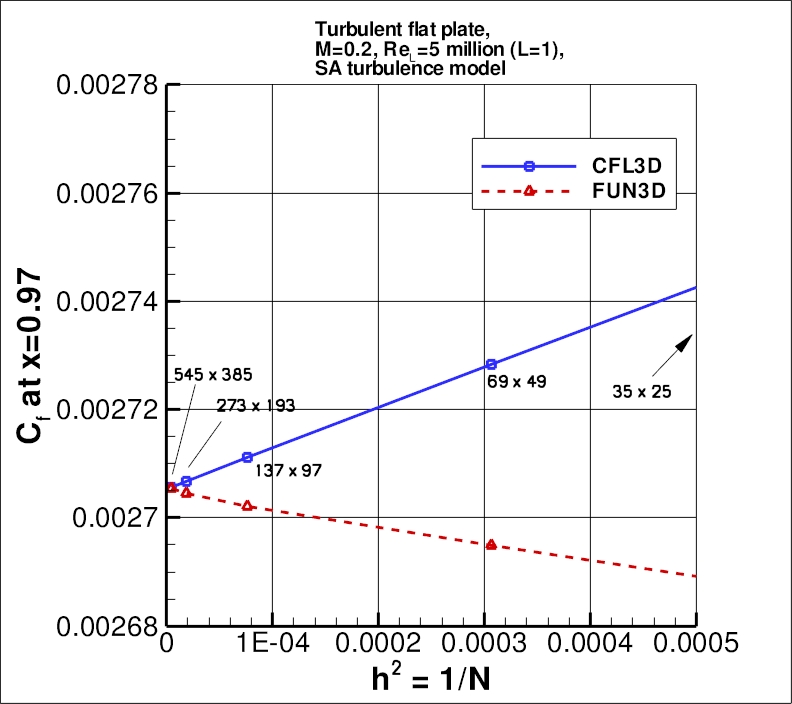 Turbulent flat plate,
M=0.2, Re_L=5 million (L=1),
SA turbulence model
0.00278
0.00276
0.00274
0.00272
0.0027
0.00268
C_f at x=0.97
CFL3D
FUN3D
545 x 385
273 x 193
137 x 97
69 x 49
35 x 25
0 1E-04 0.0002 0.0003 0.0004 0.0005
h² = 1/N